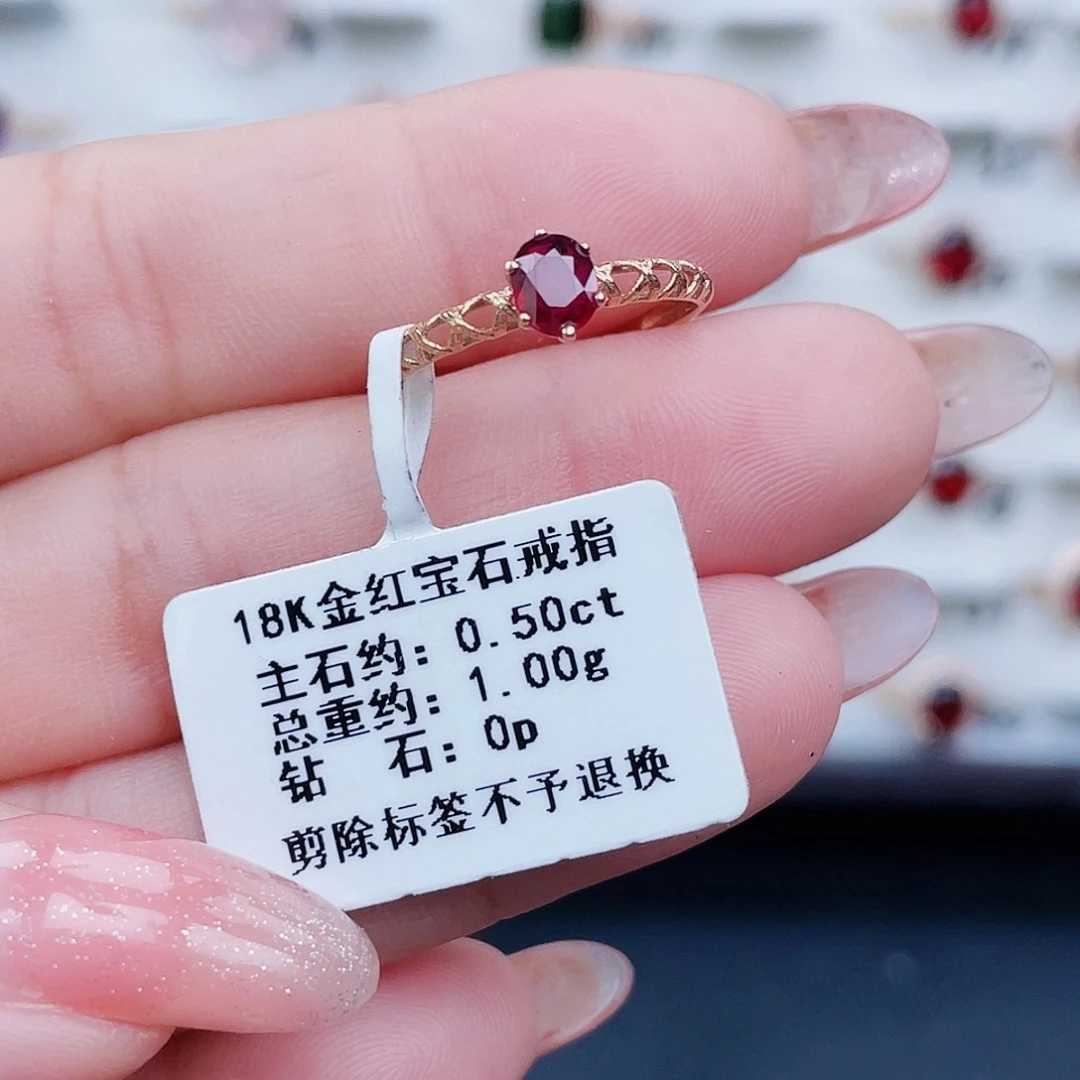 18K金红宝石戒指
主石约: 0.50ct
总重约: 1.00g
钻 石: 0p
剪除标签不予退换